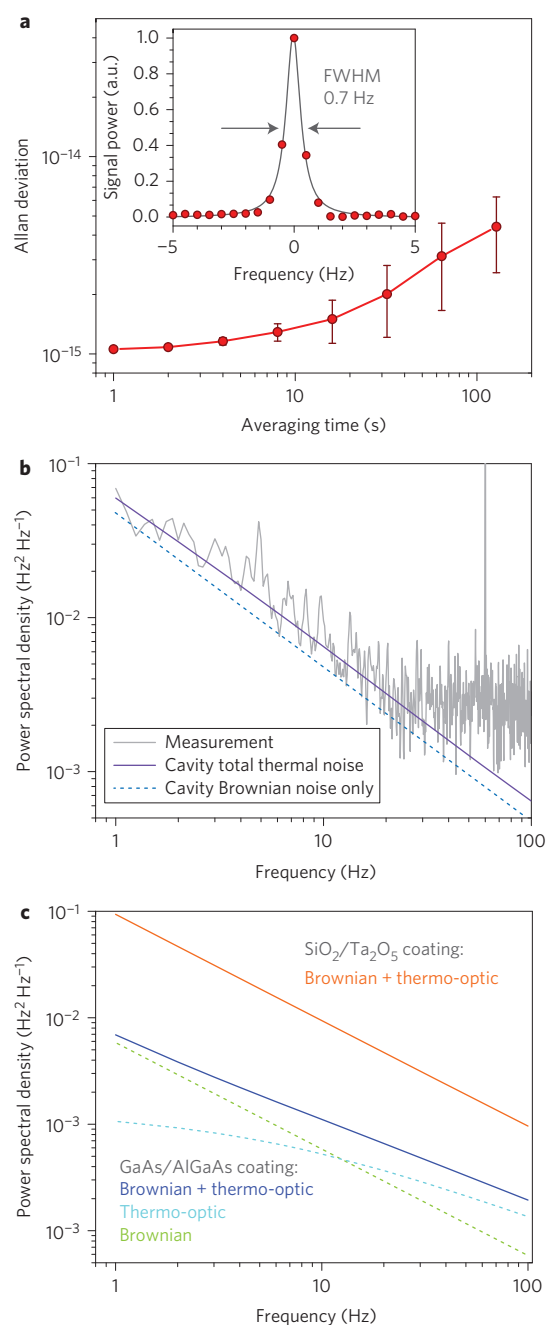 a
Allan deviation
10⁻¹⁴
10⁻¹⁵
1
10
100
Averaging time (s)
Signal power (a.u.)
1.0
0.8
0.6
0.4
0.2
0.0
−5
0
5
Frequency (Hz)
FWHM
0.7 Hz
b
Power spectral density (Hz² Hz⁻¹)
10⁻¹
10⁻²
10⁻³
Measurement
Cavity total thermal noise
Cavity Brownian noise only
1
10
100
Frequency (Hz)
c
Power spectral density (Hz² Hz⁻¹)
10⁻¹
10⁻²
10⁻³
10⁻³
SiO₂/Ta₂O₅ coating:
Brownian + thermo-optic
GaAs/AlGaAs coating:
Brownian + thermo-optic
Thermo-optic
Brownian
1
10
100
Frequency (Hz)